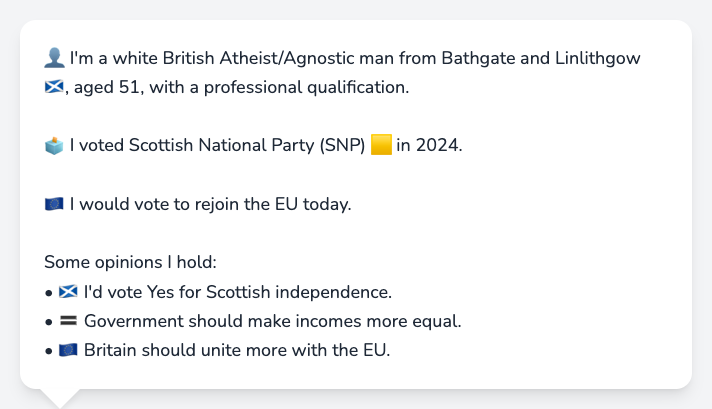 👤 I'm a white British Atheist/Agnostic man from Bathgate and Linlithgow
🏴󠁧󠁢󠁳󠁣󠁴󠁿, aged 51, with a professional qualification.
🗳️ I voted Scottish National Party (SNP) 🟨 in 2024.
🇪🇺 I would vote to rejoin the EU today.
Some opinions I hold:
• 🏴󠁧󠁢󠁳󠁣󠁴󠁿 I'd vote Yes for Scottish independence.
• 🟰 Government should make incomes more equal.
• 🇪🇺 Britain should unite more with the EU.